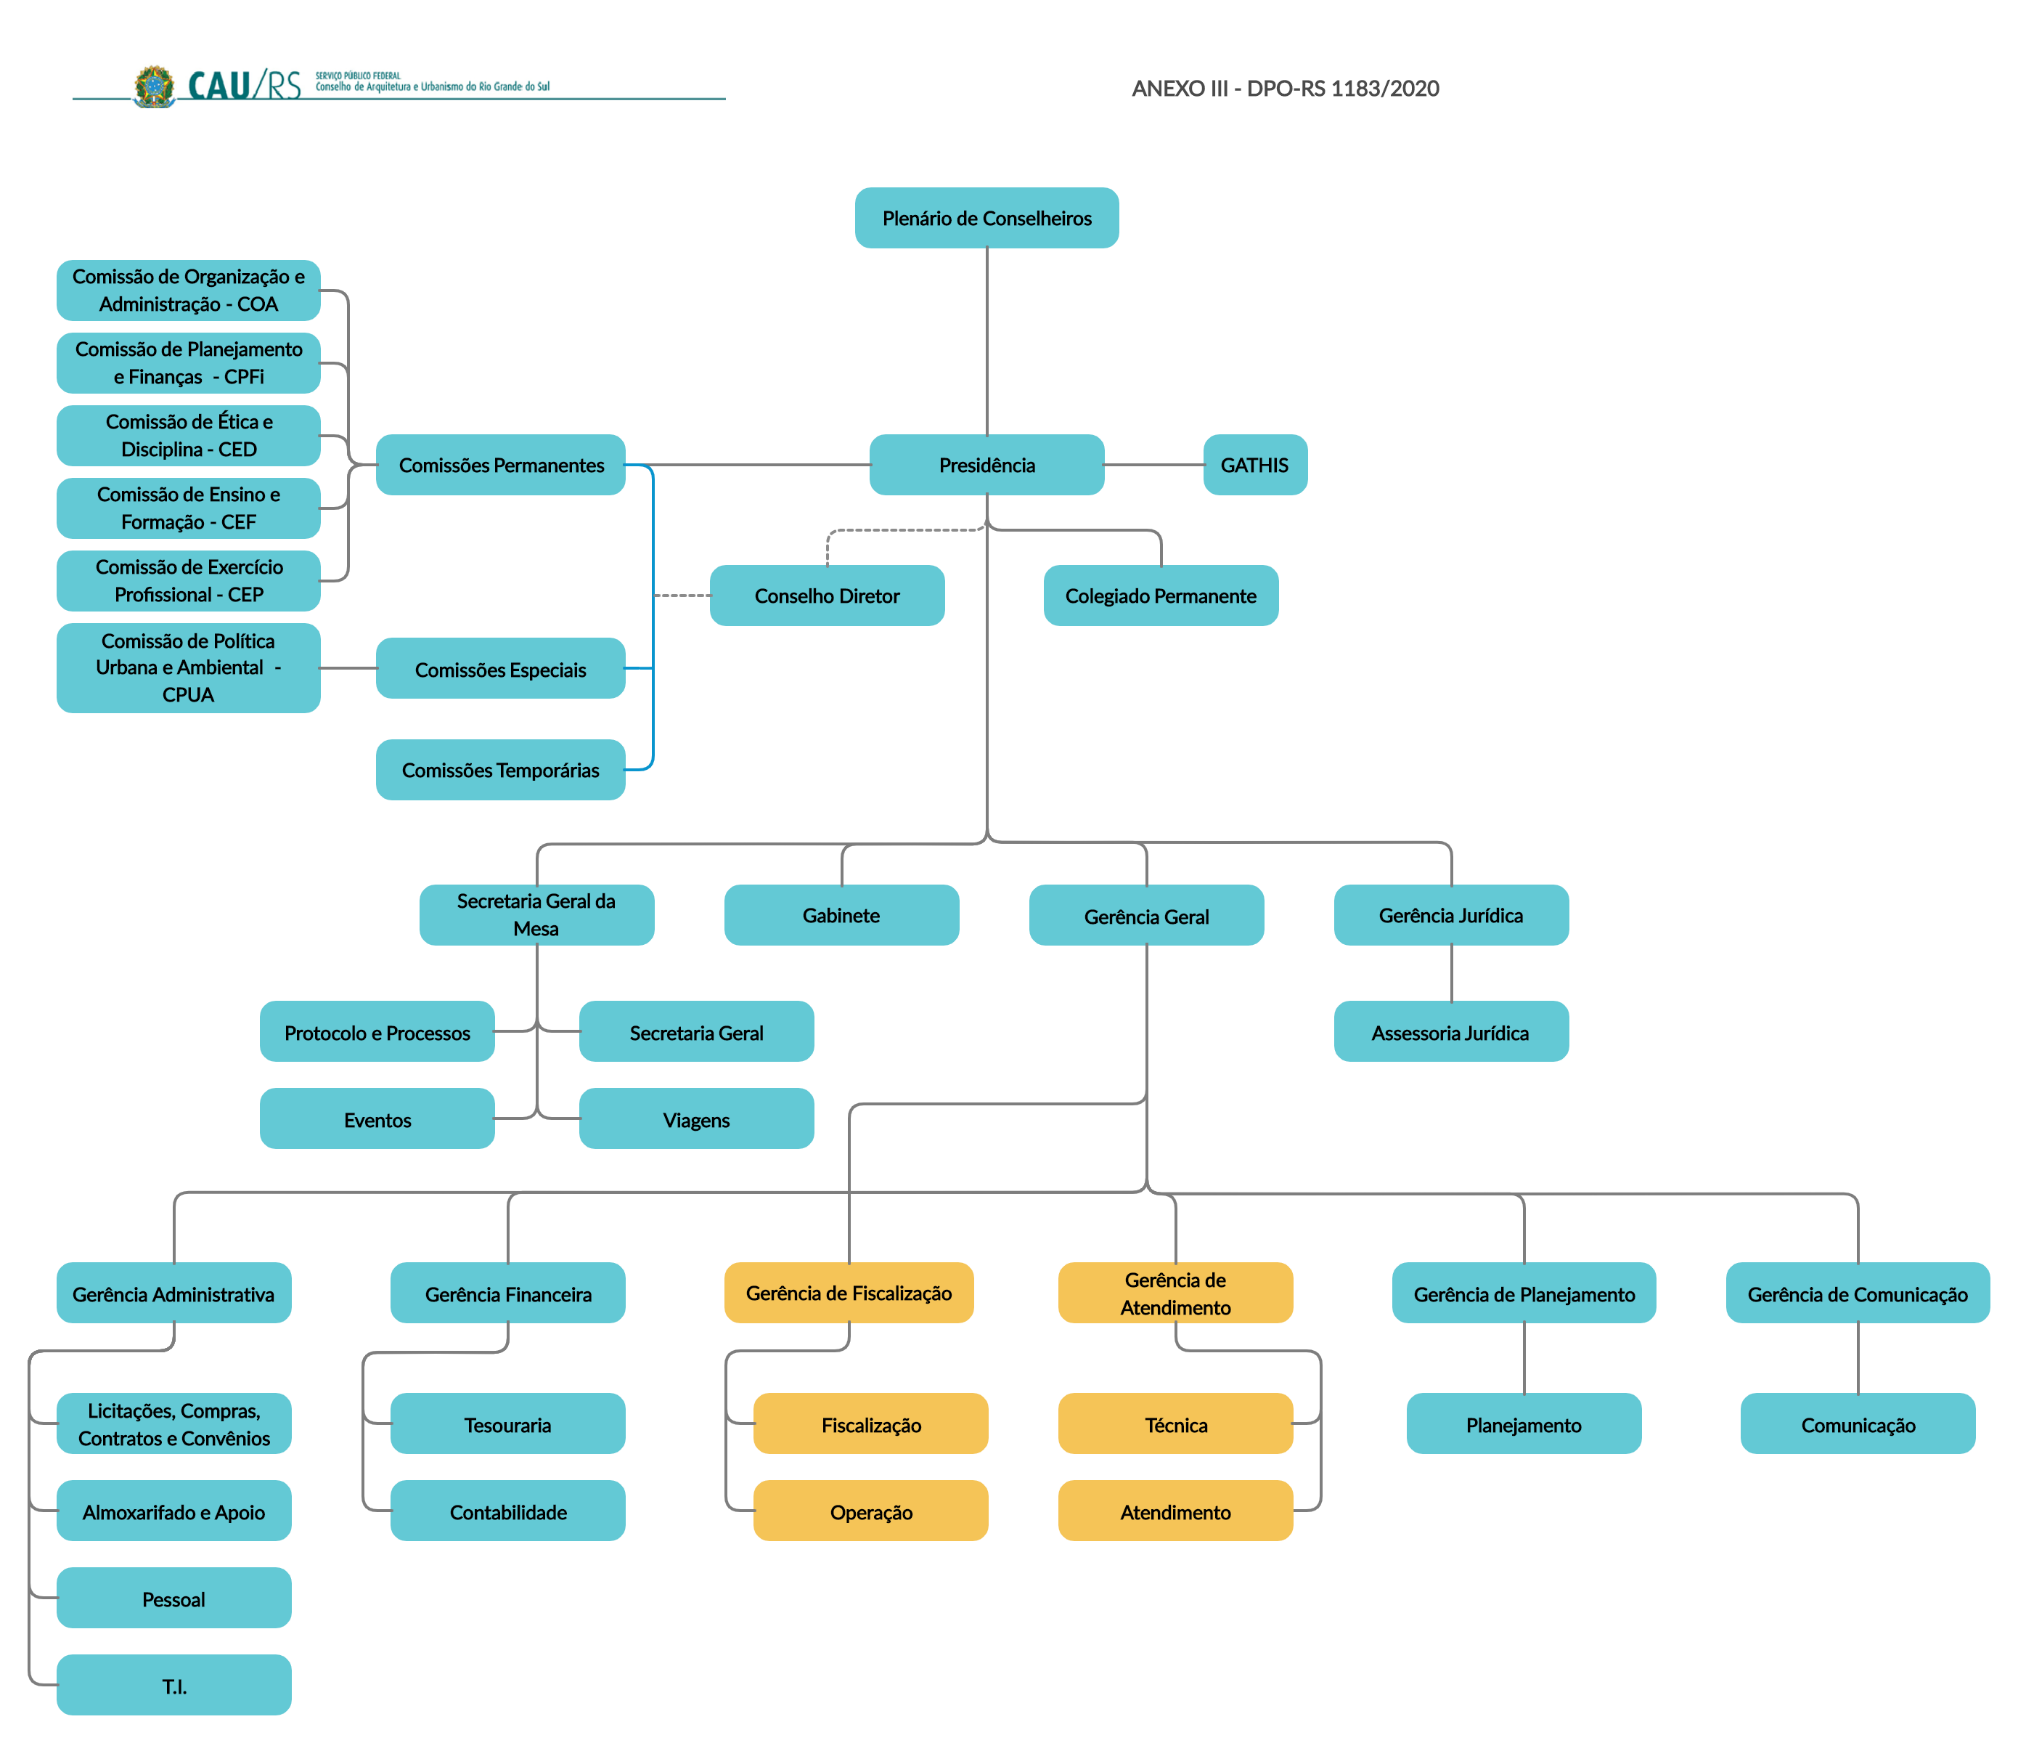 CAU/RS
SERVIÇO PÚBLICO FEDERAL
Conselho de Arquitetura e Urbanismo do Rio Grande do Sul
ANEXO III - DPO-RS 1183/2020
Plenário de Conselheiros
Comissão de Organização e
Administração - COA
Comissão de Planejamento
e Finanças - CPFi
Comissão de Ética e
Disciplina - CED
Comissão de Ensino e
Formação - CEF
Comissão de Exercício
Profissional - CEP
Comissão de Política
Urbana e Ambiental -
CPUA
Comissões Permanentes
Presidência
GATHIS
Conselho Diretor
Colegiado Permanente
Comissões Especiais
Comissões Temporárias
Secretaria Geral da
Mesa
Gabinete
Gerência Geral
Gerência Jurídica
Protocolo e Processos
Secretaria Geral
Assessoria Jurídica
Eventos
Viagens
Gerência Administrativa
Gerência Financeira
Gerência de Fiscalização
Gerência de
Atendimento
Gerência de Planejamento
Gerência de Comunicação
Licitações, Compras,
Contratos e Convênios
Tesouraria
Fiscalização
Técnica
Planejamento
Comunicação
Almoxarifado e Apoio
Contabilidade
Operação
Atendimento
Pessoal
T.I.